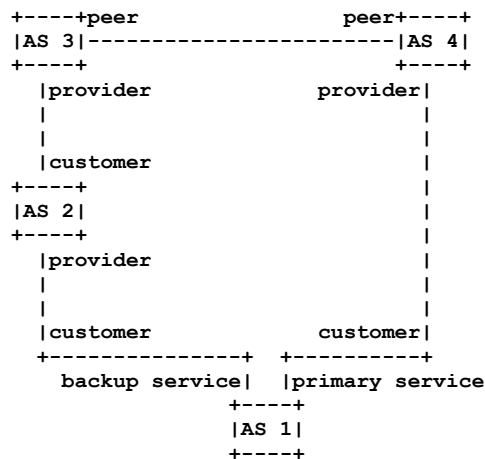 peer peer
AS 3 AS 4
provider provider
customer
AS 2
provider
customer customer
backup service primary service
AS 1